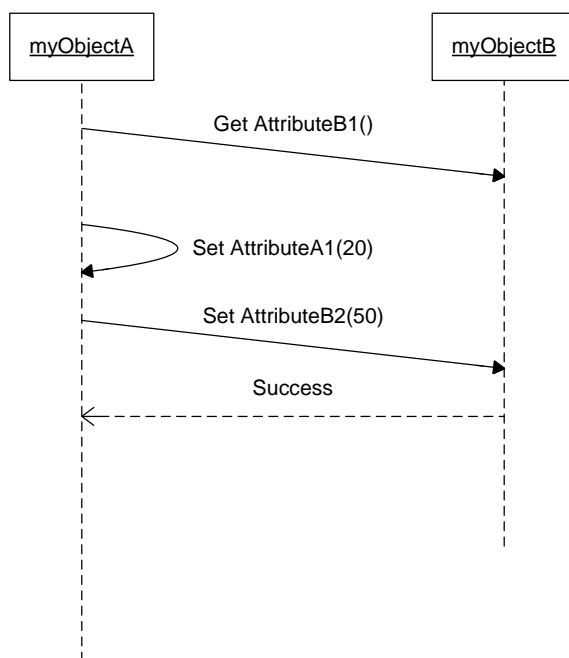 myObjectA
myObjectB
Get AttributeB1()
Set AttributeA1(20)
Set AttributeB2(50)
Success